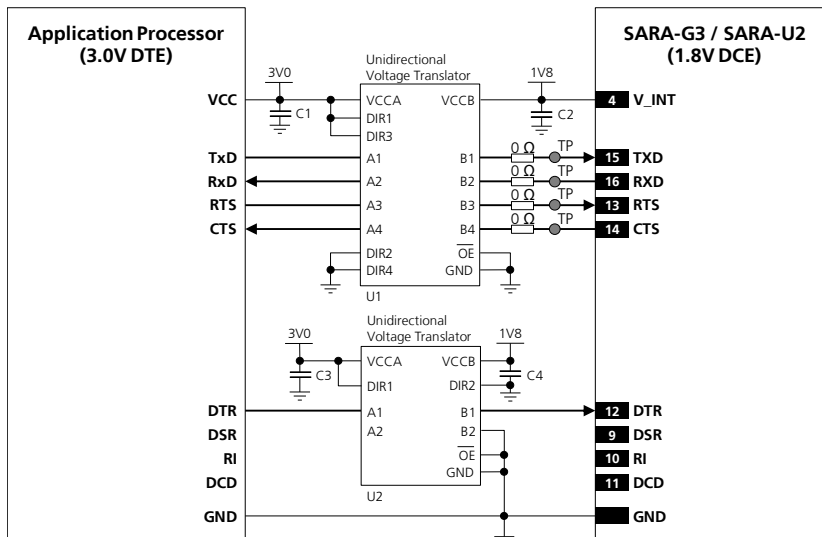 Application Processor
(3.0V DTE)
SARA-G3 / SARA-U2
(1.8V DCE)
Unidirectional
Voltage Translator
3V0
1V8
VCC
C1
VCCA
VCCB
C2
4
V_INT
DIR1
DIR3
0 Ω
TP
TxD
A1
B1
15
TXD
0 Ω
TP
RxD
A2
B2
16
RXD
0 Ω
TP
RTS
A3
B3
13
RTS
0 Ω
TP
CTS
A4
B4
14
CTS
DIR2
OE
DIR4
GND
U1
Unidirectional
Voltage Translator
3V0
1V8
VCCA
VCCB
C3
DIR1
DIR2
C4
DTR
A1
B1
12
DTR
DSR
A2
B2
9
DSR
RI
OE
10
RI
GND
DCD
11
DCD
U2
GND
GND